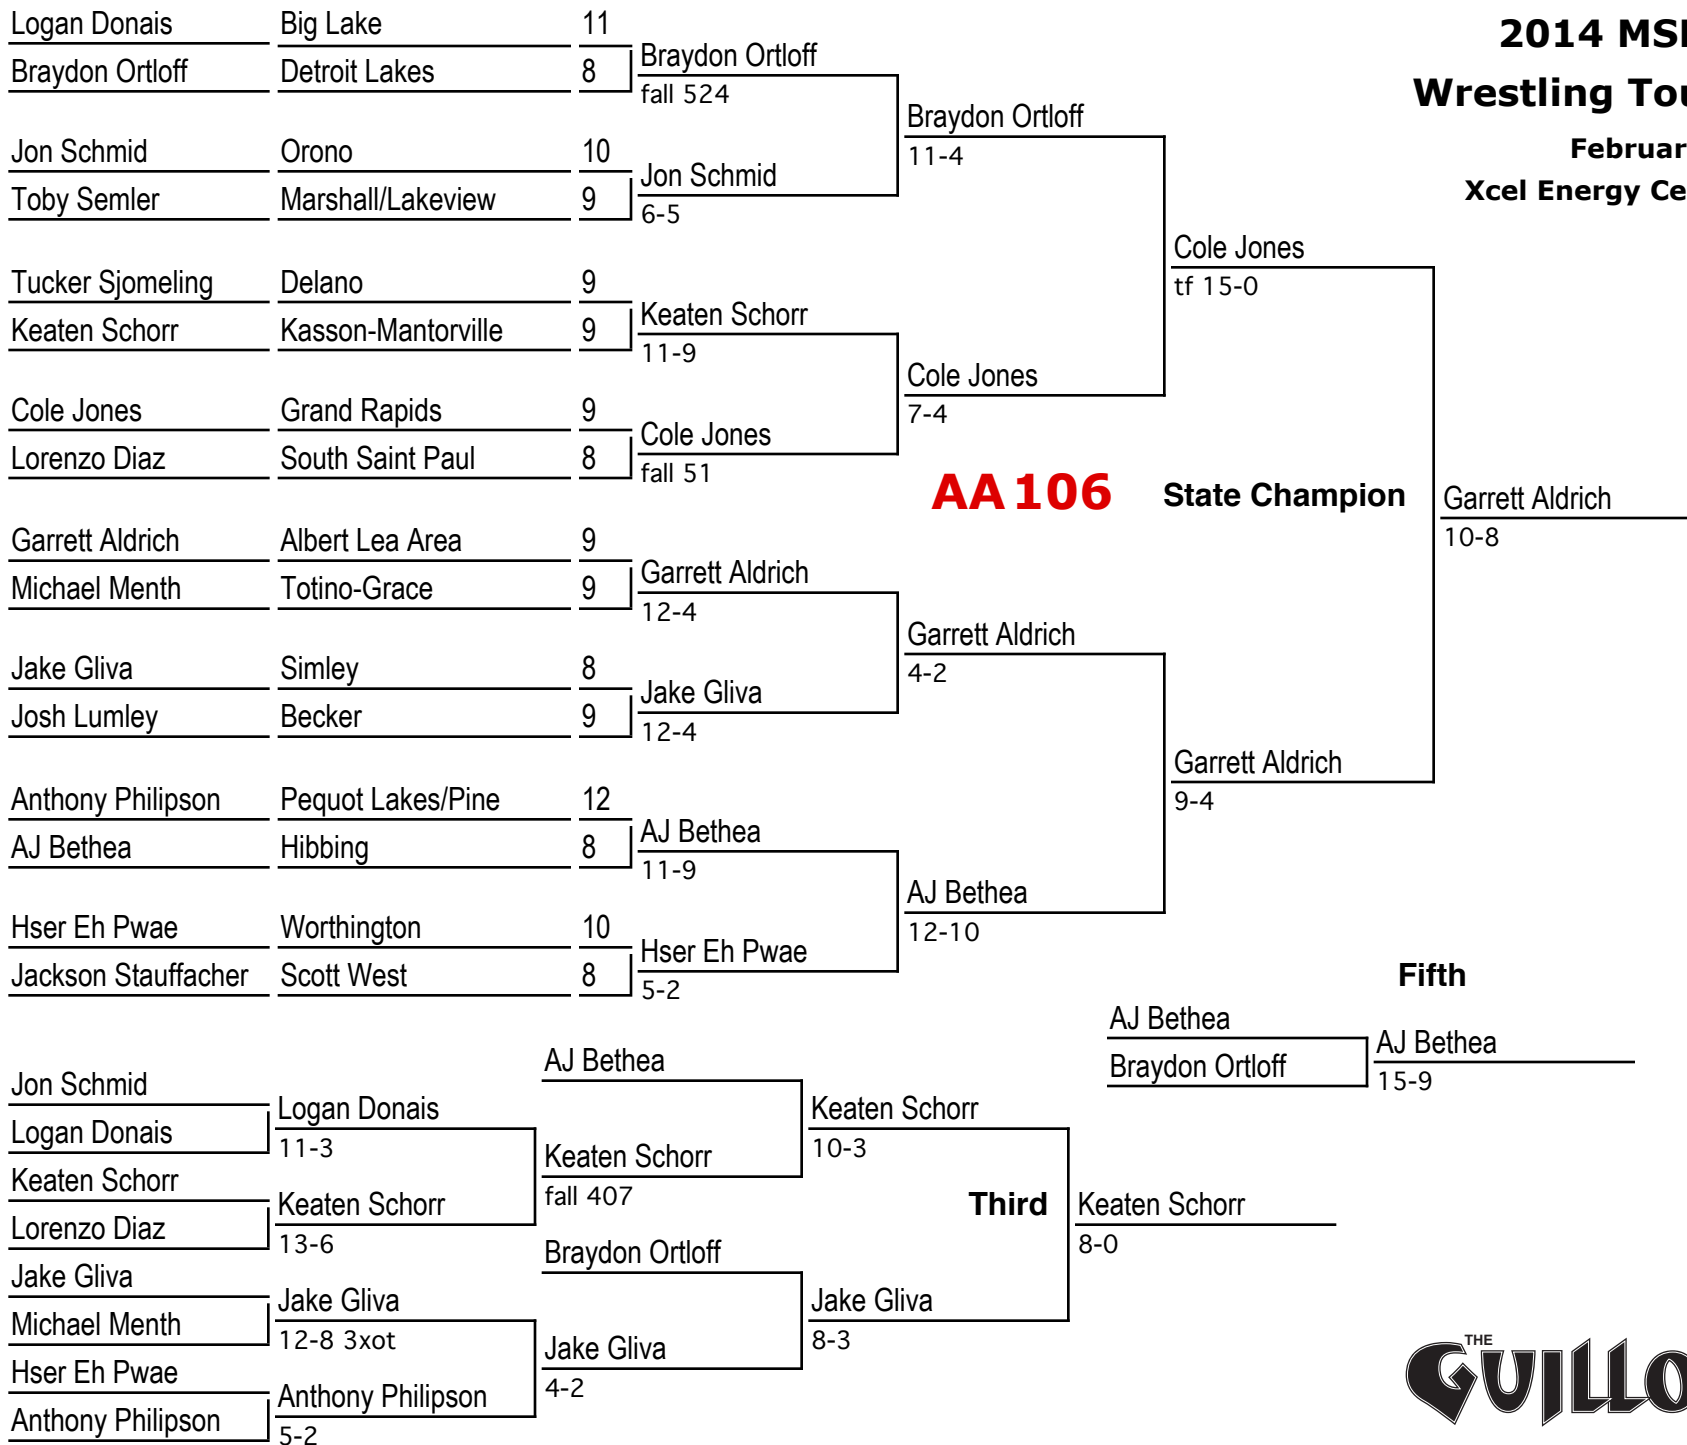 Logan Donais Big Lake 11
Braydon Ortloff Detroit Lakes 8
Braydon Ortloff
fall 524
Jon Schmid Orono 10
Toby Semler Marshall/Lakeview 9
Jon Schmid
6-5
Braydon Ortloff
11-4
Tucker Sjomeling Delano 9
Keaten Schorr Kasson-Mantorville 9
Keaten Schorr
11-9
Cole Jones Grand Rapids 9
Lorenzo Diaz South Saint Paul 8
Cole Jones
fall 51
Cole Jones
7-4
Cole Jones
tf 15-0
2014 MSH
Wrestling Tou
Februar
Xcel Energy Ce
AA 106 State Champion
Garrett Aldrich
10-8
Garrett Aldrich Albert Lea Area 9
Michael Menth Totino-Grace 9
Garrett Aldrich
12-4
Jake Gliva Simley 8
Josh Lumley Becker 9
Jake Gliva
12-4
Garrett Aldrich
4-2
Anthony Philipson Pequot Lakes/Pine 12
AJ Bethea Hibbing 8
AJ Bethea
11-9
Hser Eh Pwae Worthington 10
Jackson Stauffacher Scott West 8
Hser Eh Pwae
5-2
AJ Bethea
12-10
Garrett Aldrich
9-4
Fifth
AJ Bethea
Braydon Ortloff
AJ Bethea
15-9
Jon Schmid
Logan Donais
Logan Donais
11-3
Keaten Schorr
Lorenzo Diaz
Keaten Schorr
13-6
Jake Gliva
Michael Menth
Jake Gliva
12-8 3xot
Hser Eh Pwae
Anthony Philipson
Anthony Philipson
5-2
AJ Bethea
Keaten Schorr
fall 407
Braydon Ortloff
Jake Gliva
4-2
Keaten Schorr
10-3
Jake Gliva
8-3
Third
Keaten Schorr
8-0
THE
GUILLO